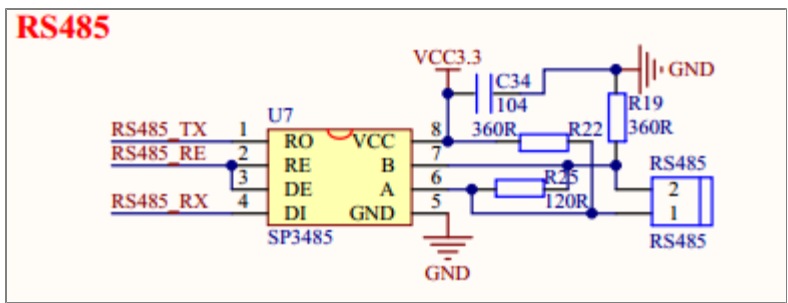 RS485
VCC3.3
C34
104
GND
R19
360R
U7
RS485_TX 1 RO VCC 8 360R R22
RS485_RE 2 RE B 7
3 DE A 6 R25
120R
RS485_RX 4 DI GND 5
SP3485
GND
RS485
2
1
RS485